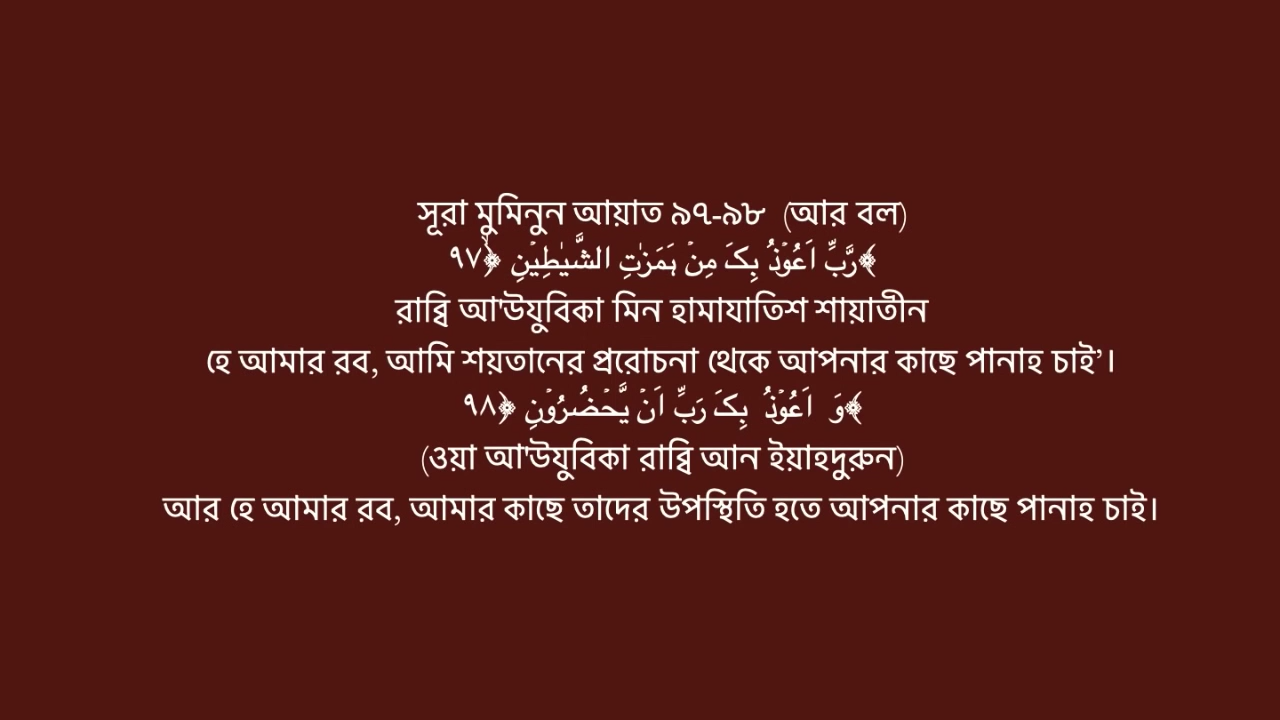 সূরা মুমিনুন আয়াত ৯৭-৯৮ (আর বল)
رَّبِّ اَعُوۡذُ بِکَ مِنۡ ہَمَزٰتِ الشَّیٰطِیۡنِ ﴿ۙ۹۷﴾
রাব্বি আ'উযুবিকা মিন হামাযাতিশ শায়াতীন
হে আমার রব, আমি শয়তানের প্ররোচনা থেকে আপনার কাছে পানাহ চাই’।
وَ اَعُوۡذُ بِکَ رَبِّ اَنۡ یَّحۡضُرُوۡنِ ﴿۹۸﴾
(ওয়া আ'উযুবিকা রাব্বি আন ইয়াহদুরুন)
আর হে আমার রব, আমার কাছে তাদের উপস্থিতি হতে আপনার কাছে পানাহ চাই।